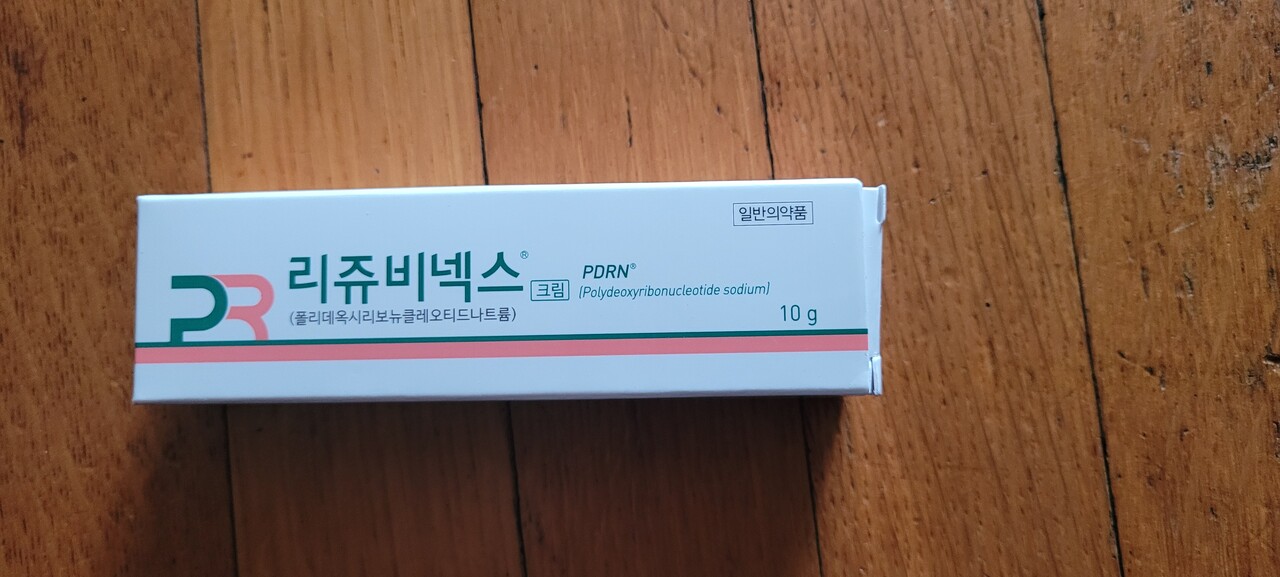 일반의약품
PR 리쥬비넥스® 크림 PDRN®
(폴리데옥시리보뉴클레오티드나트륨) (Polydeoxyribonucleotide sodium)
10 g